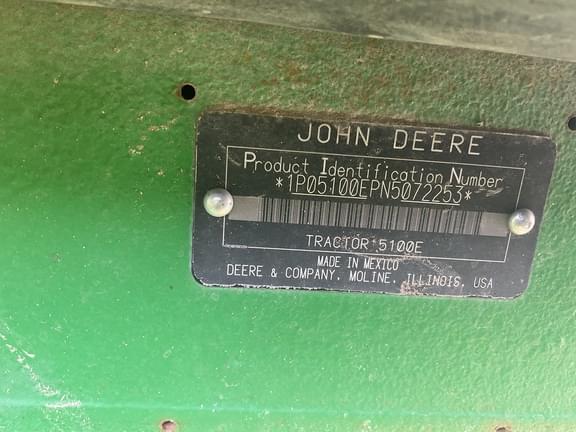 JOHN DEERE
Product Identification Number
*1P05100EPN5072253*
TRACTOR 5100E
MADE IN MEXICO
DEERE & COMPANY, MOLINE, ILLINOIS, USA